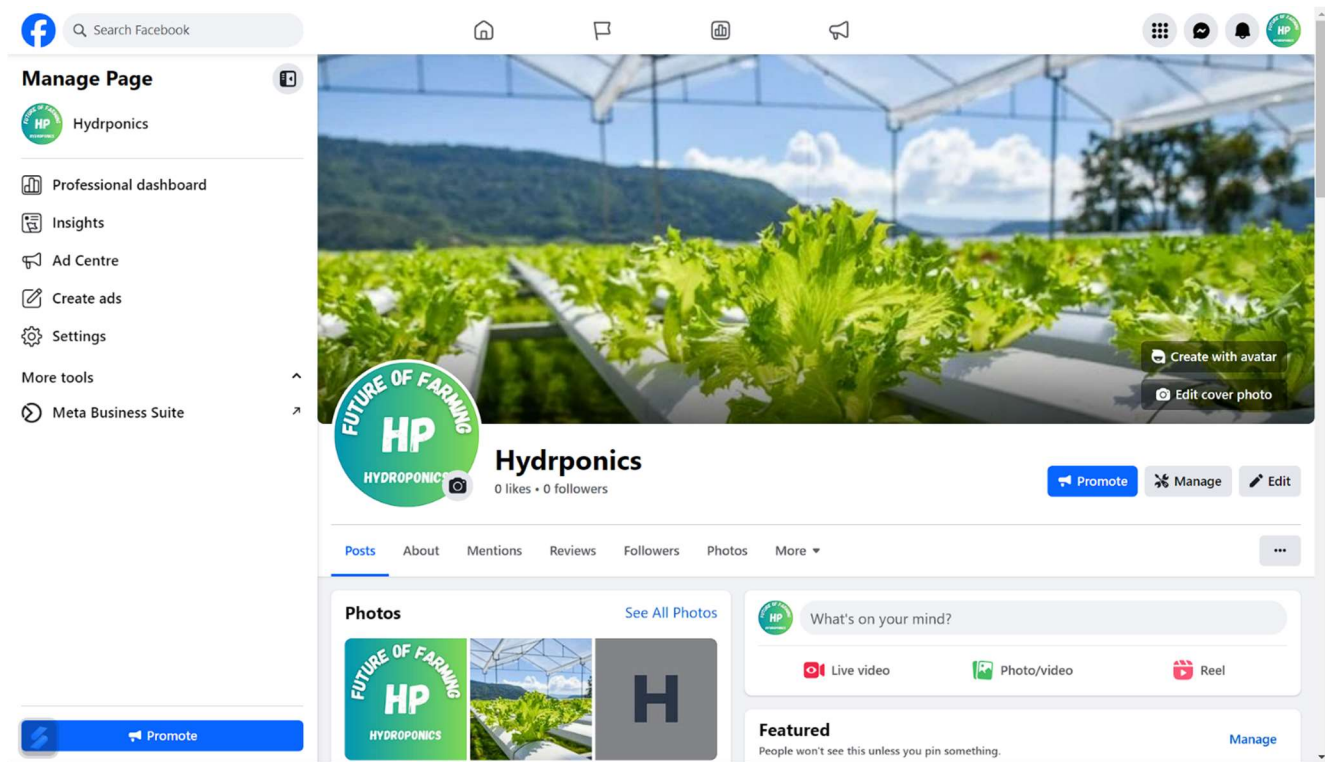 Search Facebook
Manage Page
Hydrponics
Professional dashboard
Insights
Ad Centre
Create ads
Settings
More tools
Meta Business Suite
Promote
Create with avatar
Edit cover photo
FUTURE OF FARMING
HP
HYDROPONICS
Hydrponics
0 likes • 0 followers
Promote Manage Edit
Posts About Mentions Reviews Followers Photos More
Photos See All Photos
FUTURE OF FARMING
HP
HYDROPONICS
H
HP
What's on your mind?
Live video Photo/video Reel
Featured
People won't see this unless you pin something.
Manage